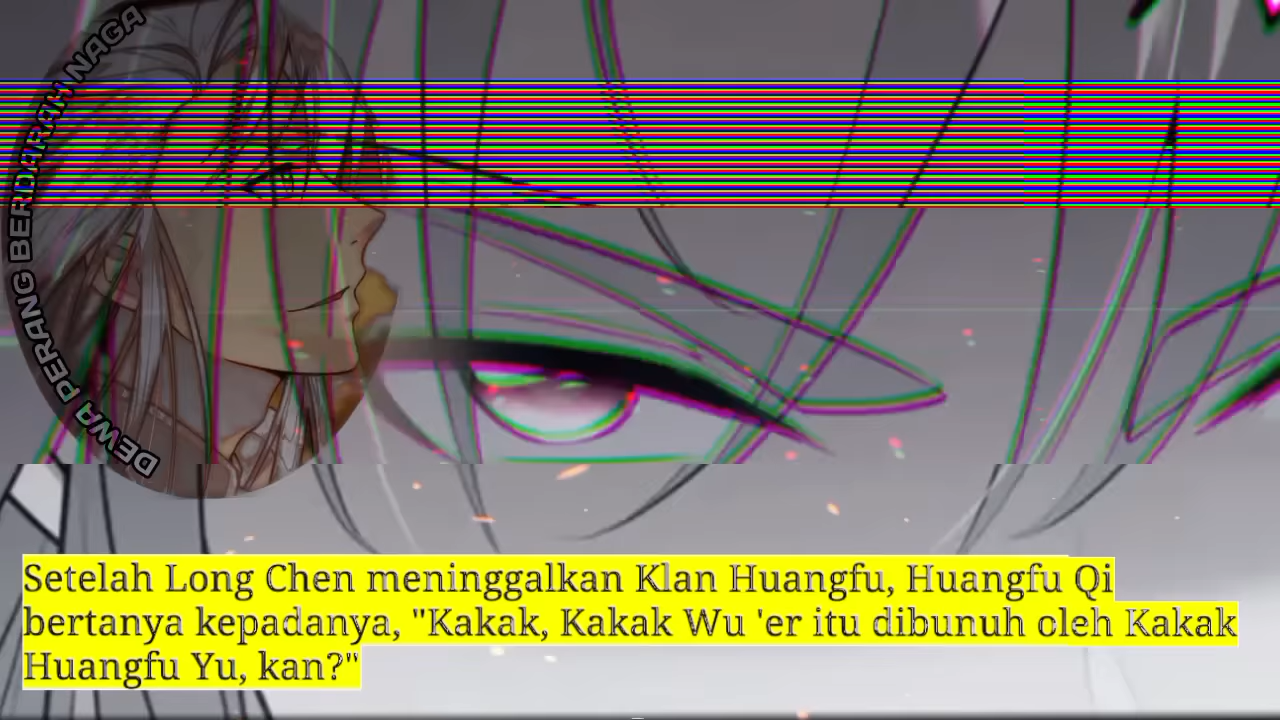 DEWA PERANG BERDARAH NAGA
Setelah Long Chen meninggalkan Klan Huangfu, Huangfu Qi
bertanya kepadanya, "Kakak, Kakak Wu 'er itu dibunuh oleh Kakak
Huangfu Yu, kan?"